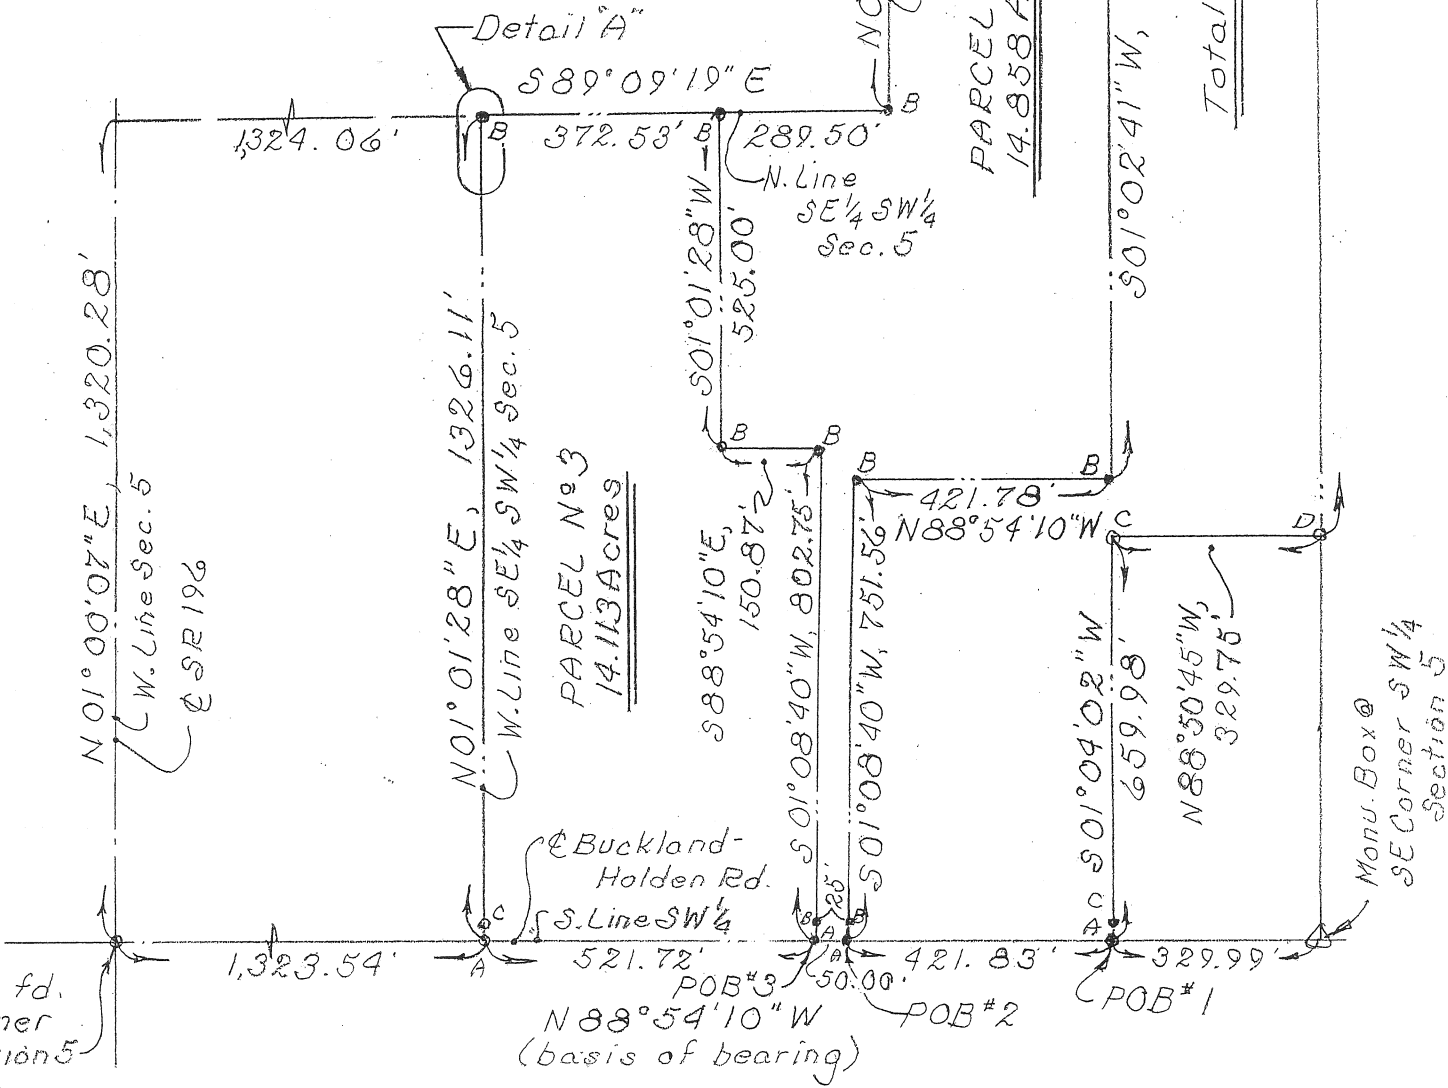 Detail "A"
S89°09'19"E
1,324.06'
B
372.53'
B
289.50'
B
N. Line
SE¼ SW¼
Sec. 5
PARCEL
14.858 A
Total
S01°02'41"W,
N01°00'07"E, 1,320.28'
W. Line Sec. 5
℄ SR 196
N01°01'28"E, 1326.11'
W. Line SE¼ SW¼ Sec. 5
PARCEL Nº 3
14.113 Acres
S01°01'28"W
525.00'
B
B
S88°54'10"E,
150.87'
S01°08'40"W, 802.75'
B
S01°08'40"W, 751.56'
421.78'
N88°54'10"W
B
C
D
S01°04'02"W
659.98'
N88°50'45"W,
329.75'
Monu. Box @
SE Corner SW¼
Section 5
℄ Buckland-
Holden Rd.
S. Line SW¼
C
A
B
25'
B
A
A
C
A
1,323.54'
521.72'
50.00'
421.83'
329.99'
POB #3
POB #2
POB #1
N88°54'10"W
(basis of bearing)
fd.
ner
ion 5